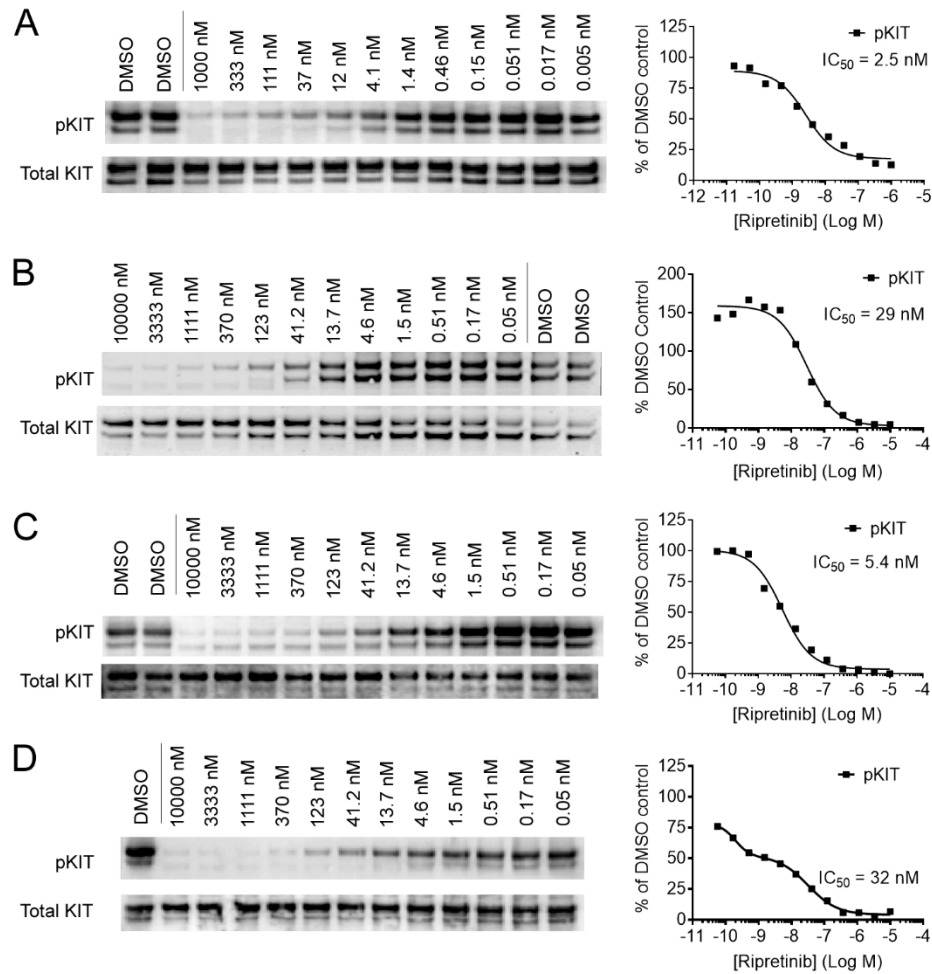 A
DMSO
DMSO
1000 nM
333 nM
111 nM
37 nM
12 nM
4.1 nM
1.4 nM
0.46 nM
0.15 nM
0.051 nM
0.017 nM
0.005 nM
pKIT
Total KIT
% of DMSO control
125
100
75
50
25
0
pKIT
IC50 = 2.5 nM
-12 -11 -10 -9 -8 -7 -6 -5
[Ripretinib] (Log M)
B
10000 nM
3333 nM
1111 nM
370 nM
123 nM
41.2 nM
13.7 nM
4.6 nM
1.5 nM
0.51 nM
0.17 nM
0.05 nM
DMSO
DMSO
pKIT
Total KIT
% DMSO Control
200
150
100
50
0
pKIT
IC50 = 29 nM
-11 -10 -9 -8 -7 -6 -5 -4
[Ripretinib] (Log M)
C
DMSO
DMSO
10000 nM
3333 nM
1111 nM
370 nM
123 nM
41.2 nM
13.7 nM
4.6 nM
1.5 nM
0.51 nM
0.17 nM
0.05 nM
pKIT
Total KIT
% of DMSO control
125
100
75
50
25
0
pKIT
IC50 = 5.4 nM
-11 -10 -9 -8 -7 -6 -5 -4
[Ripretinib] (Log M)
D
DMSO
10000 nM
3333 nM
1111 nM
370 nM
123 nM
41.2 nM
13.7 nM
4.6 nM
1.5 nM
0.51 nM
0.17 nM
0.05 nM
pKIT
Total KIT
% of DMSO control
125
100
75
50
25
0
pKIT
IC50 = 32 nM
-11 -10 -9 -8 -7 -6 -5 -4
[Ripretinib] (Log M)